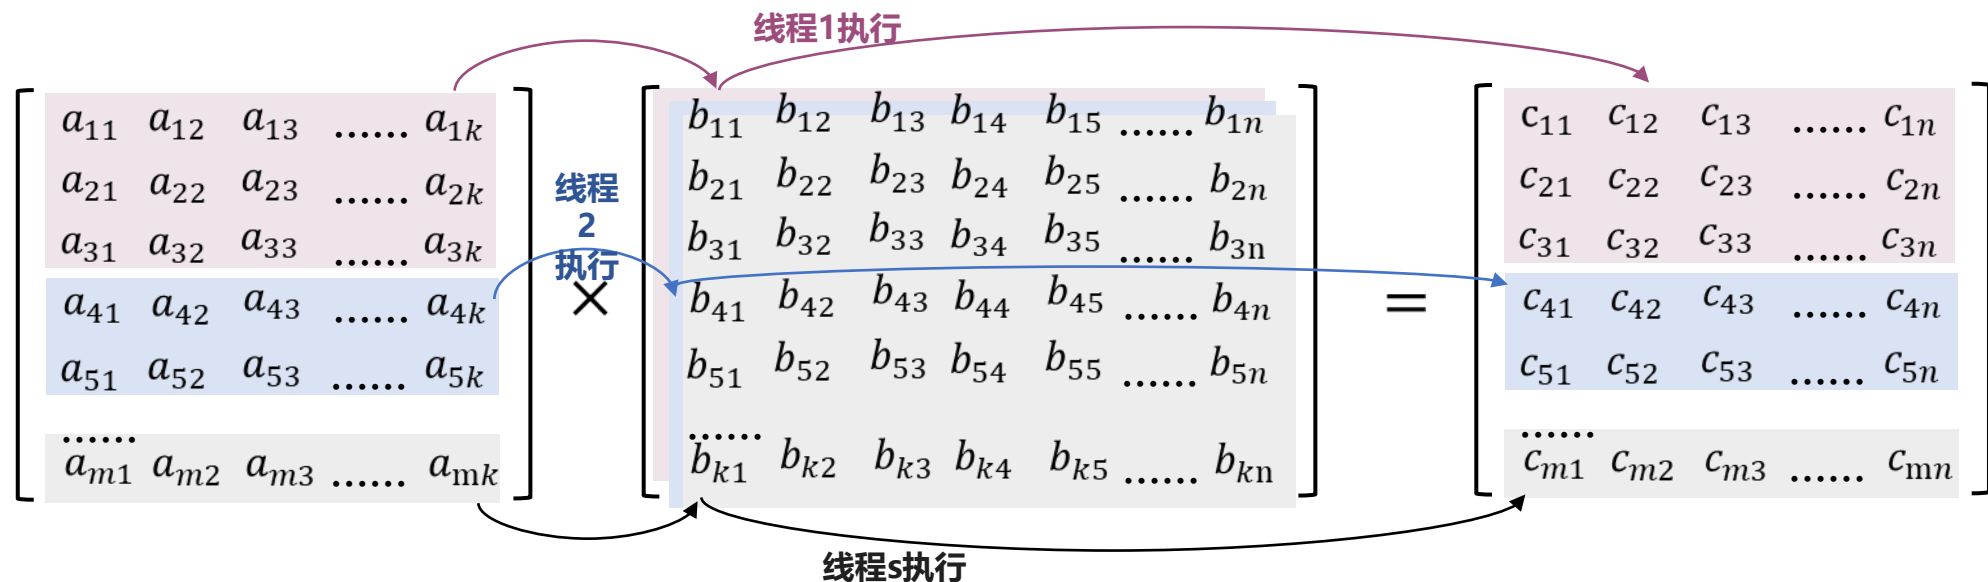 线程1执行
a₁₁ a₁₂ a₁₃ …… a₁ₖ
a₂₁ a₂₂ a₂₃ …… a₂ₖ
a₃₁ a₃₂ a₃₃ …… a₃ₖ
a₄₁ a₄₂ a₄₃ …… a₄ₖ
a₅₁ a₅₂ a₅₃ …… a₅ₖ
……
aₘ₁ aₘ₂ aₘ₃ …… aₘₖ
线程
2
执行
×
b₁₁ b₁₂ b₁₃ b₁₄ b₁₅ …… b₁ₙ
b₂₁ b₂₂ b₂₃ b₂₄ b₂₅ …… b₂ₙ
b₃₁ b₃₂ b₃₃ b₃₄ b₃₅ …… b₃ₙ
b₄₁ b₄₂ b₄₃ b₄₄ b₄₅ …… b₄ₙ
b₅₁ b₅₂ b₅₃ b₅₄ b₅₅ …… b₅ₙ
……
bₖ₁ bₖ₂ bₖ₃ bₖ₄ bₖ₅ …… bₖₙ
=
c₁₁ c₁₂ c₁₃ …… c₁ₙ
c₂₁ c₂₂ c₂₃ …… c₂ₙ
c₃₁ c₃₂ c₃₃ …… c₃ₙ
c₄₁ c₄₂ c₄₃ …… c₄ₙ
c₅₁ c₅₂ c₅₃ …… c₅ₙ
……
cₘ₁ cₘ₂ cₘ₃ …… cₘₙ
线程s执行